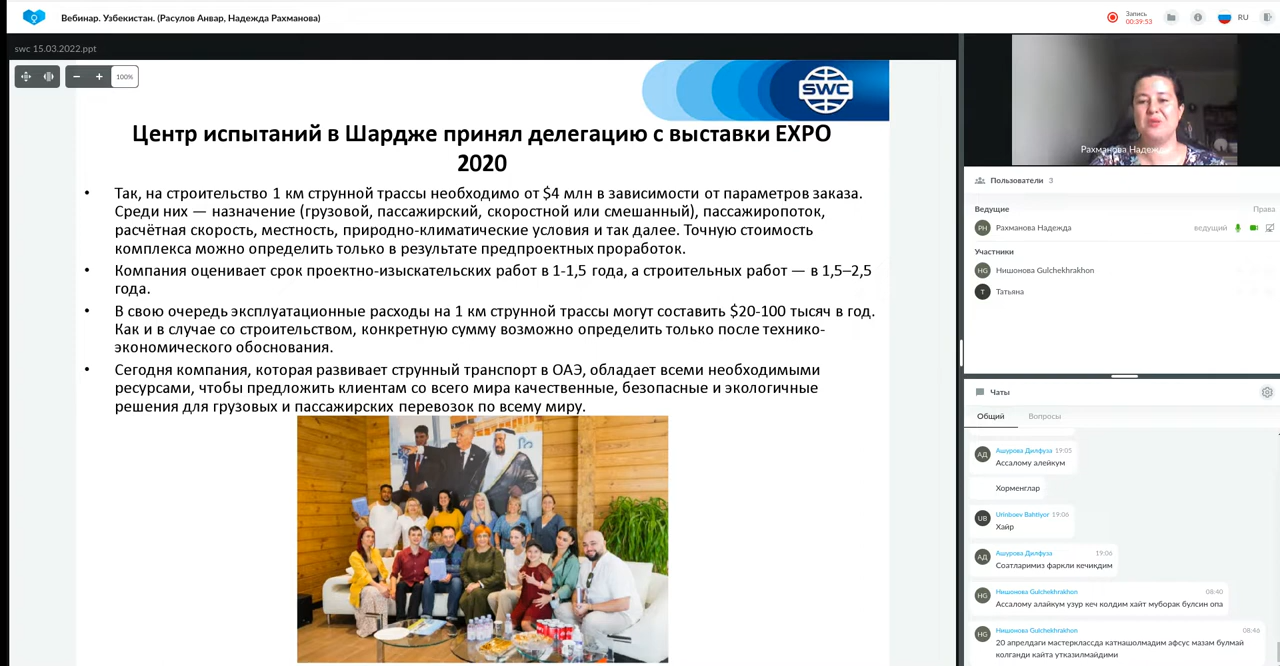 Вебинар. Узбекистан. (Расулов Анвар, Надежда Рахманова)
Запись
00:39:53
RU
swc 15.03.2022.ppt
100%
SWC
Центр испытаний в Шардже принял делегацию с выставки EXPO
2020
• Так, на строительство 1 км струнной трассы необходимо от $4 млн в зависимости от параметров заказа.
Среди них — назначение (грузовой, пассажирский, скоростной или смешанный), пассажиропоток,
расчётная скорость, местность, природно-климатические условия и так далее. Точную стоимость
комплекса можно определить только в результате предпроектных проработок.
• Компания оценивает срок проектно-изыскательских работ в 1-1,5 года, а строительных работ — в 1,5–2,5
года.
• В свою очередь эксплуатационные расходы на 1 км струнной трассы могут составить $20-100 тысяч в год.
Как и в случае со строительством, конкретную сумму возможно определить только после технико-
экономического обоснования.
• Сегодня компания, которая развивает струнный транспорт в ОАЭ, обладает всеми необходимыми
ресурсами, чтобы предложить клиентам со всего мира качественные, безопасные и экологичные
решения для грузовых и пассажирских перевозок по всему миру.
Рахманова Надежда
Пользователи 3
Ведущие Права
РН Рахманова Надежда ведущий
Участники
HG Нишонова Gulchekhrakhon
Т Татьяна
Чаты
Общий Вопросы
АД Ашурова Дилфуза 19:05
Ассалому алейкум
Хорменглар
UB Urinboev Bahtiyor 19:06
Хайр
АД Ашурова Дилфуза 19:06
Соатларимиз фаркли кечикдим
HG Нишонова Gulchekhrakhon 08:40
Ассалому алайкум узур кеч колдим хайт муборак булсин опа
HG Нишонова Gulchekhrakhon 08:46
20 апрелдаги мастерклассда катнашолмадим афсус мазам булмай
колганди кайта утказилмайдими